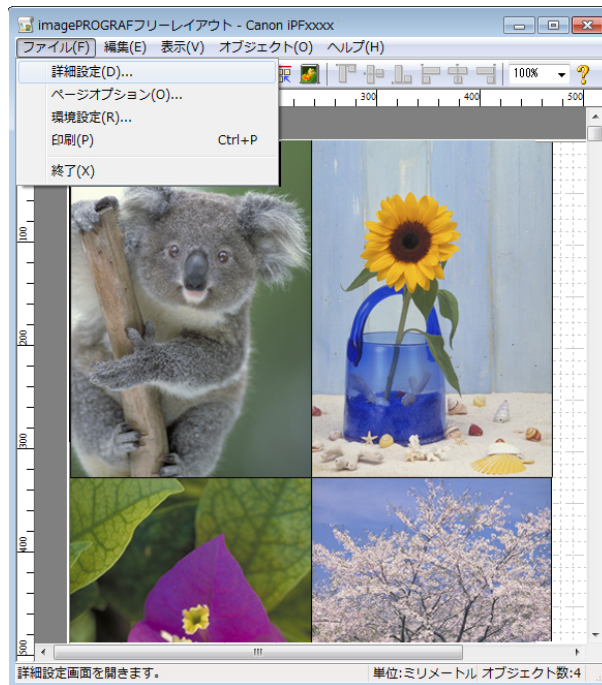 imagePROGRAFフリーレイアウト - Canon iPFxxxx
ファイル(F) 編集(E) 表示(V) オブジェクト(O) ヘルプ(H)
詳細設定(D)...
ページオプション(O)...
環境設定(R)...
印刷(P) Ctrl+P
終了(X)
100%
300 400 500
100
200
300
400
500
詳細設定画面を開きます。 単位:ミリメートル オブジェクト数:4